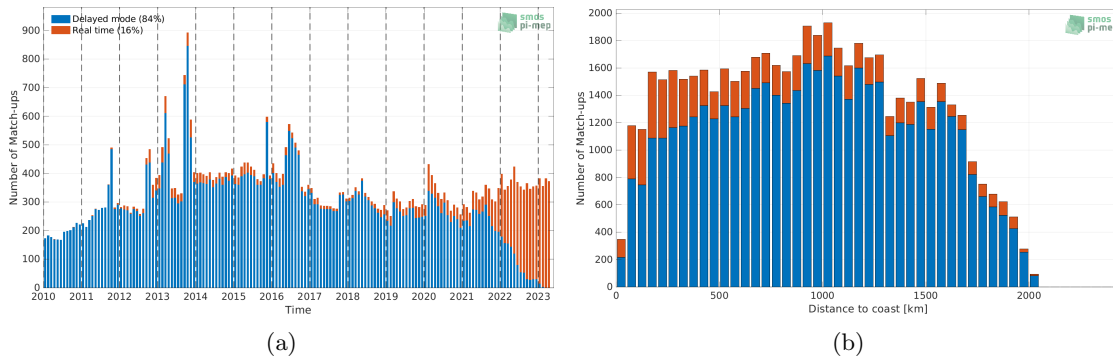 Delayed mode (84%)
Real time (16%)
smos
pi-mep
Number of Match-ups
900
800
700
600
500
400
300
200
100
0
2010 2011 2012 2013 2014 2015 2016 2017 2018 2019 2020 2021 2022 2023
Time
(a)
smos
pi-mep
Number of Match-ups
2000
1800
1600
1400
1200
1000
800
600
400
200
0
0 500 1000 1500 2000
Distance to coast [km]
(b)